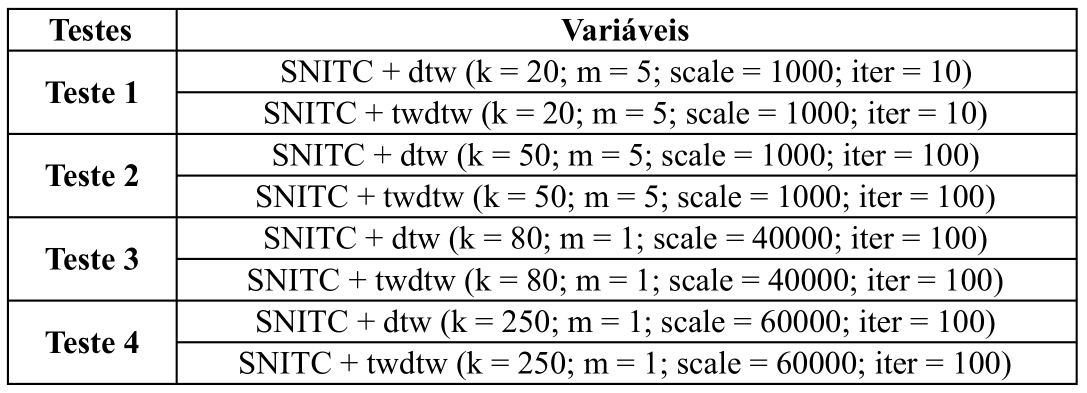 Testes Variáveis
Teste 1
SNITC + dtw (k = 20; m = 5; scale = 1000; iter = 10)
SNITC + twdtw (k = 20; m = 5; scale = 1000; iter = 10)
Teste 2
SNITC + dtw (k = 50; m = 5; scale = 1000; iter = 100)
SNITC + twdtw (k = 50; m = 5; scale = 1000; iter = 100)
Teste 3
SNITC + dtw (k = 80; m = 1; scale = 40000; iter = 100)
SNITC + twdtw (k = 80; m = 1; scale = 40000; iter = 100)
Teste 4
SNITC + dtw (k = 250; m = 1; scale = 60000; iter = 100)
SNITC + twdtw (k = 250; m = 1; scale = 60000; iter = 100)